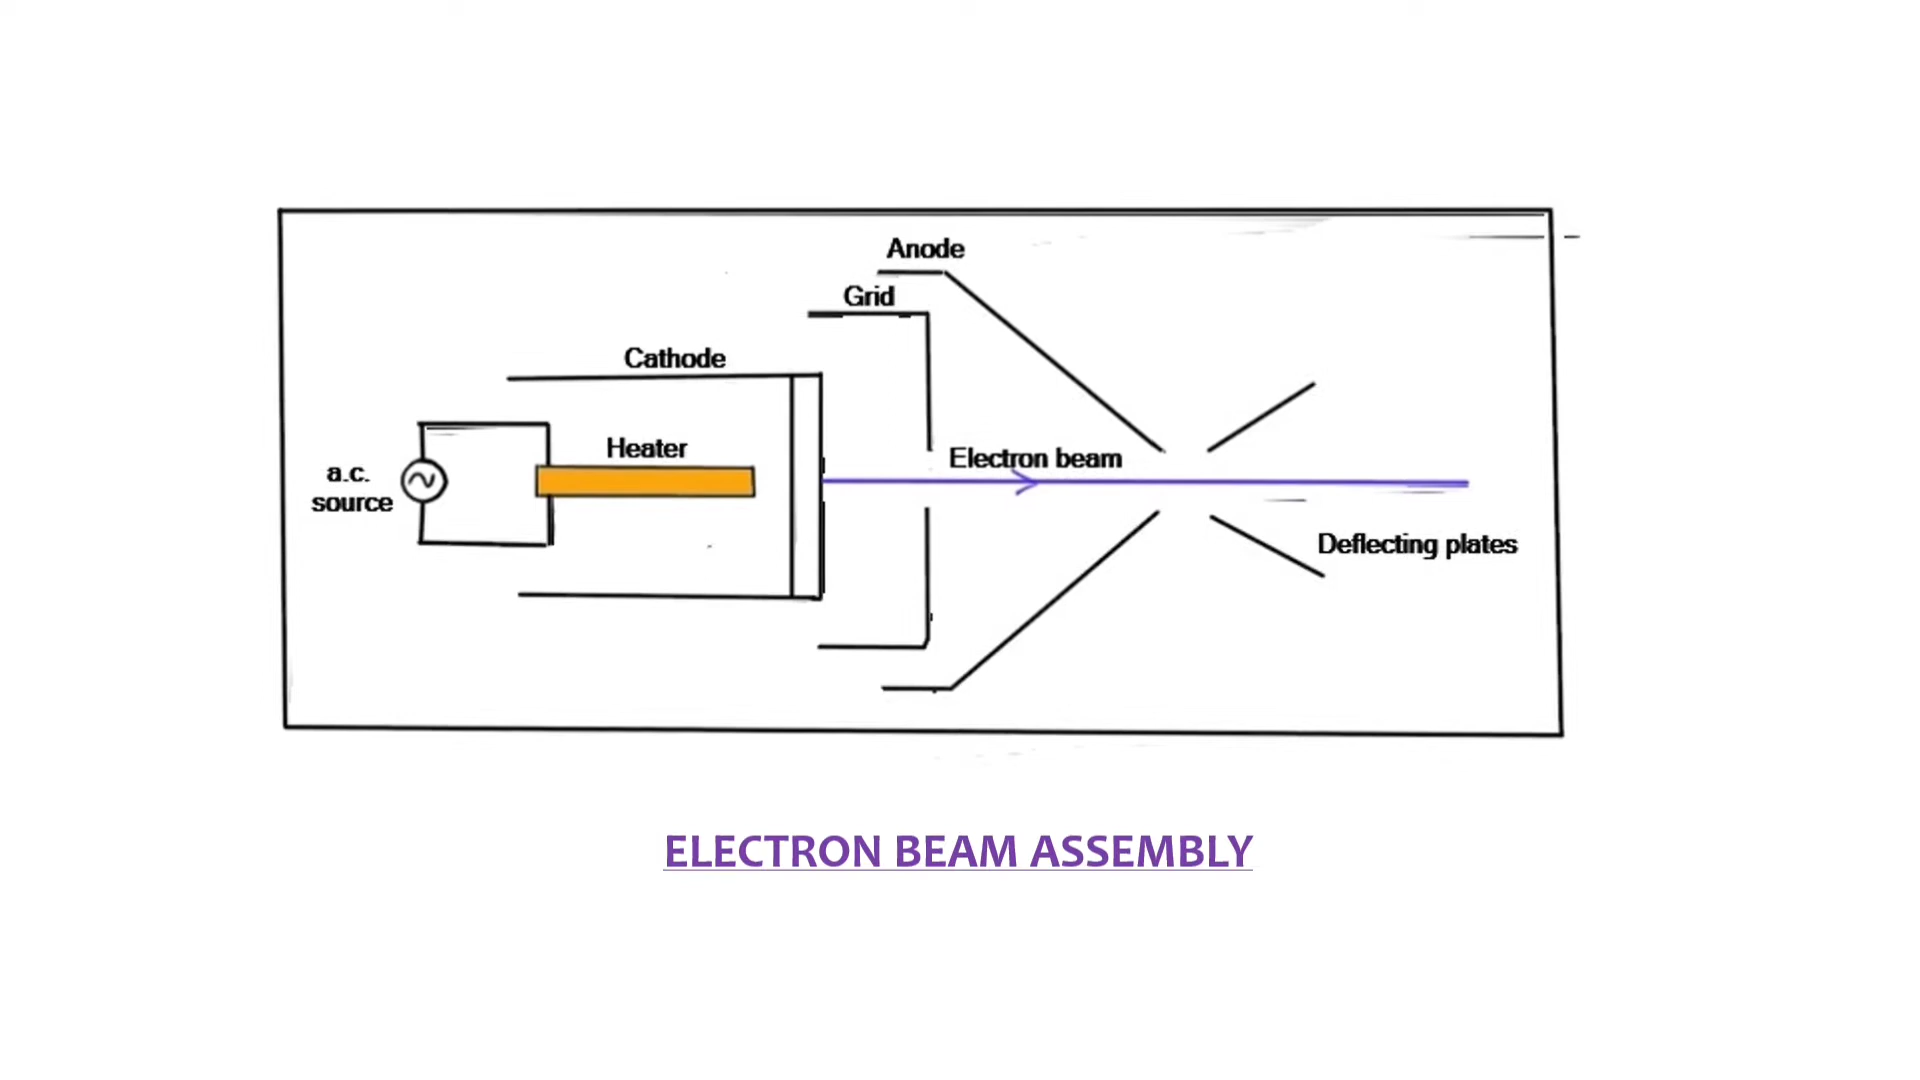 Anode
Grid
Cathode
Heater
a.c.
source
Electron beam
Deflecting plates
ELECTRON BEAM ASSEMBLY